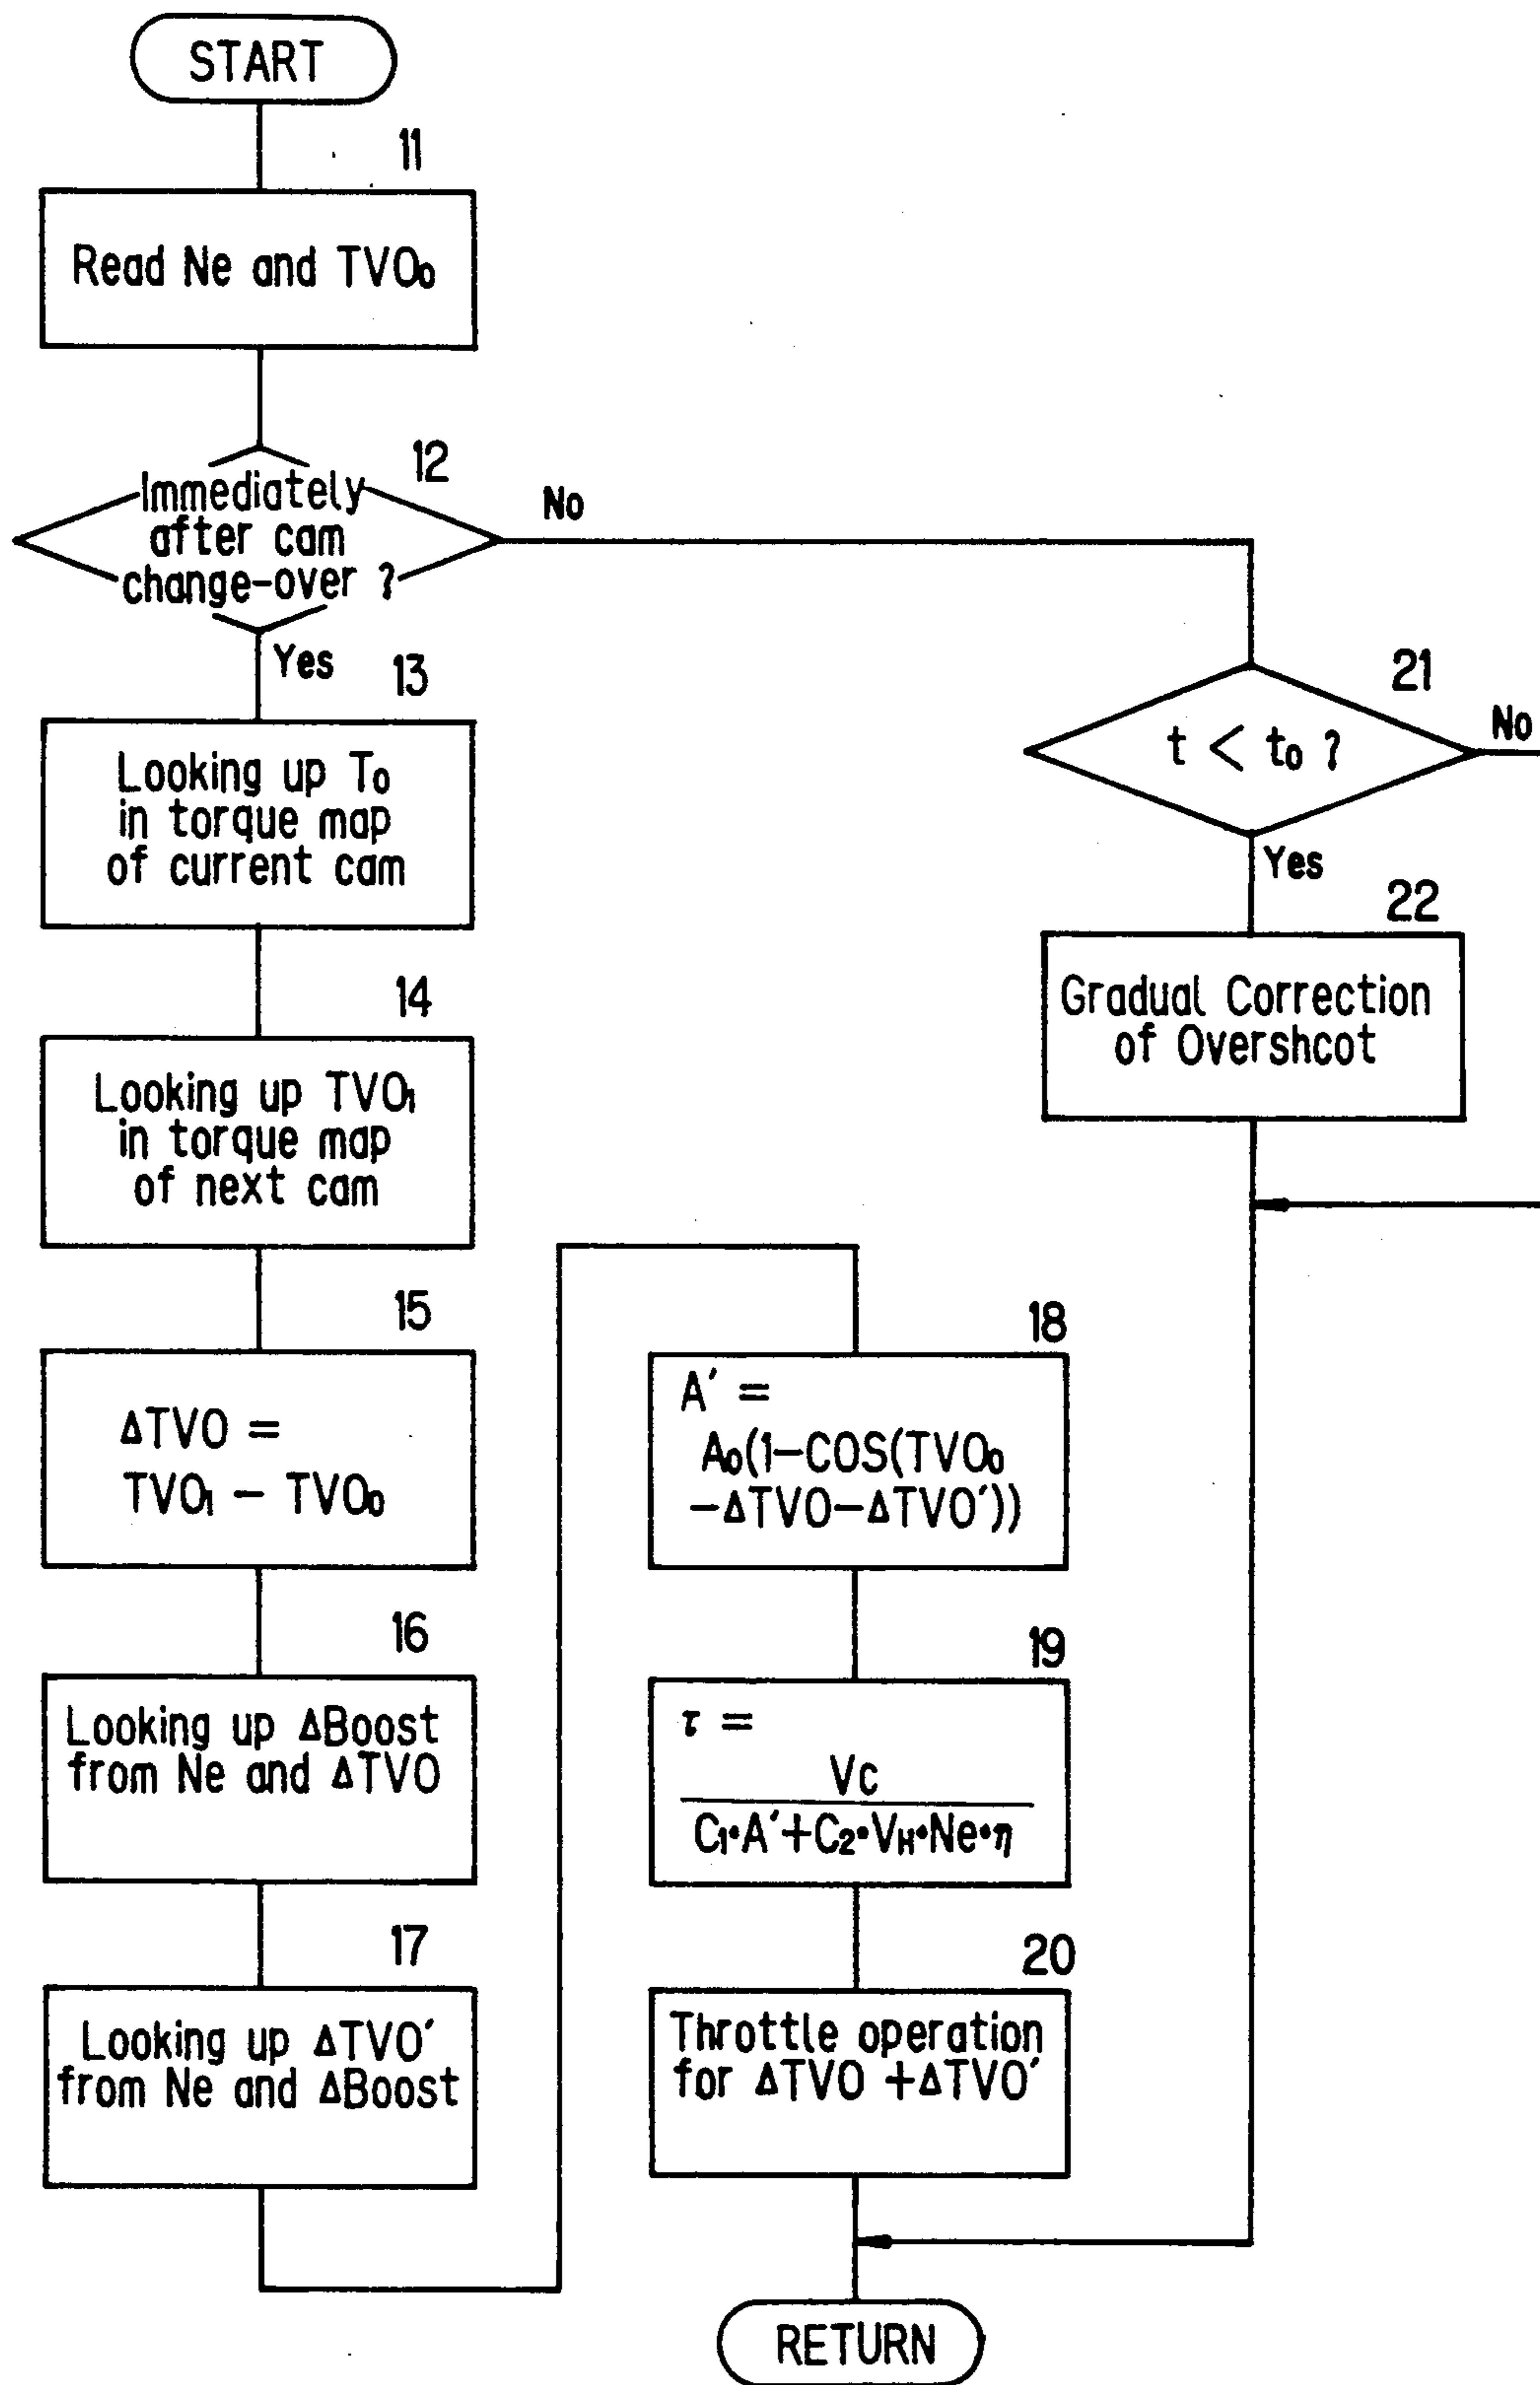 START
11
Read Ne and TVO₀
12
Immediately
after cam
change-over ?
No
Yes
13
Looking up T₀
in torque map
of current cam
14
Looking up TVO₁
in torque map
of next cam
15
ΔTVO =
TVO₁ − TVO₀
16
Looking up ΔBoost
from Ne and ΔTVO
17
Looking up ΔTVO′
from Ne and ΔBoost
18
A′ =
A₀(1−COS(TVO₀
−ΔTVO−ΔTVO′))
19
τ =
Vc
C₁•A′+C₂•V_H•Ne•η
20
Throttle operation
for ΔTVO +ΔTVO′
21
t < t₀ ?
No
Yes
22
Gradual Correction
of Overshcot
RETURN